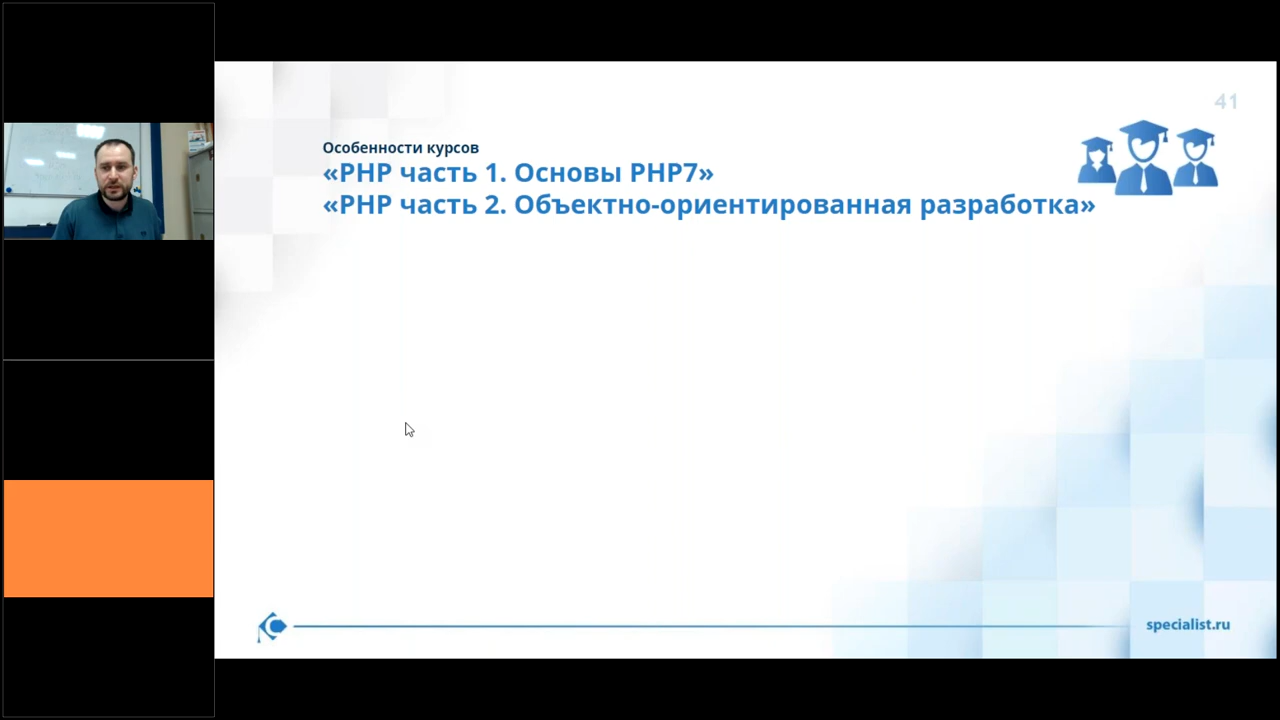 41
Особенности курсов
«PHP часть 1. Основы PHP7»
«PHP часть 2. Объектно-ориентированная разработка»
specialist.ru